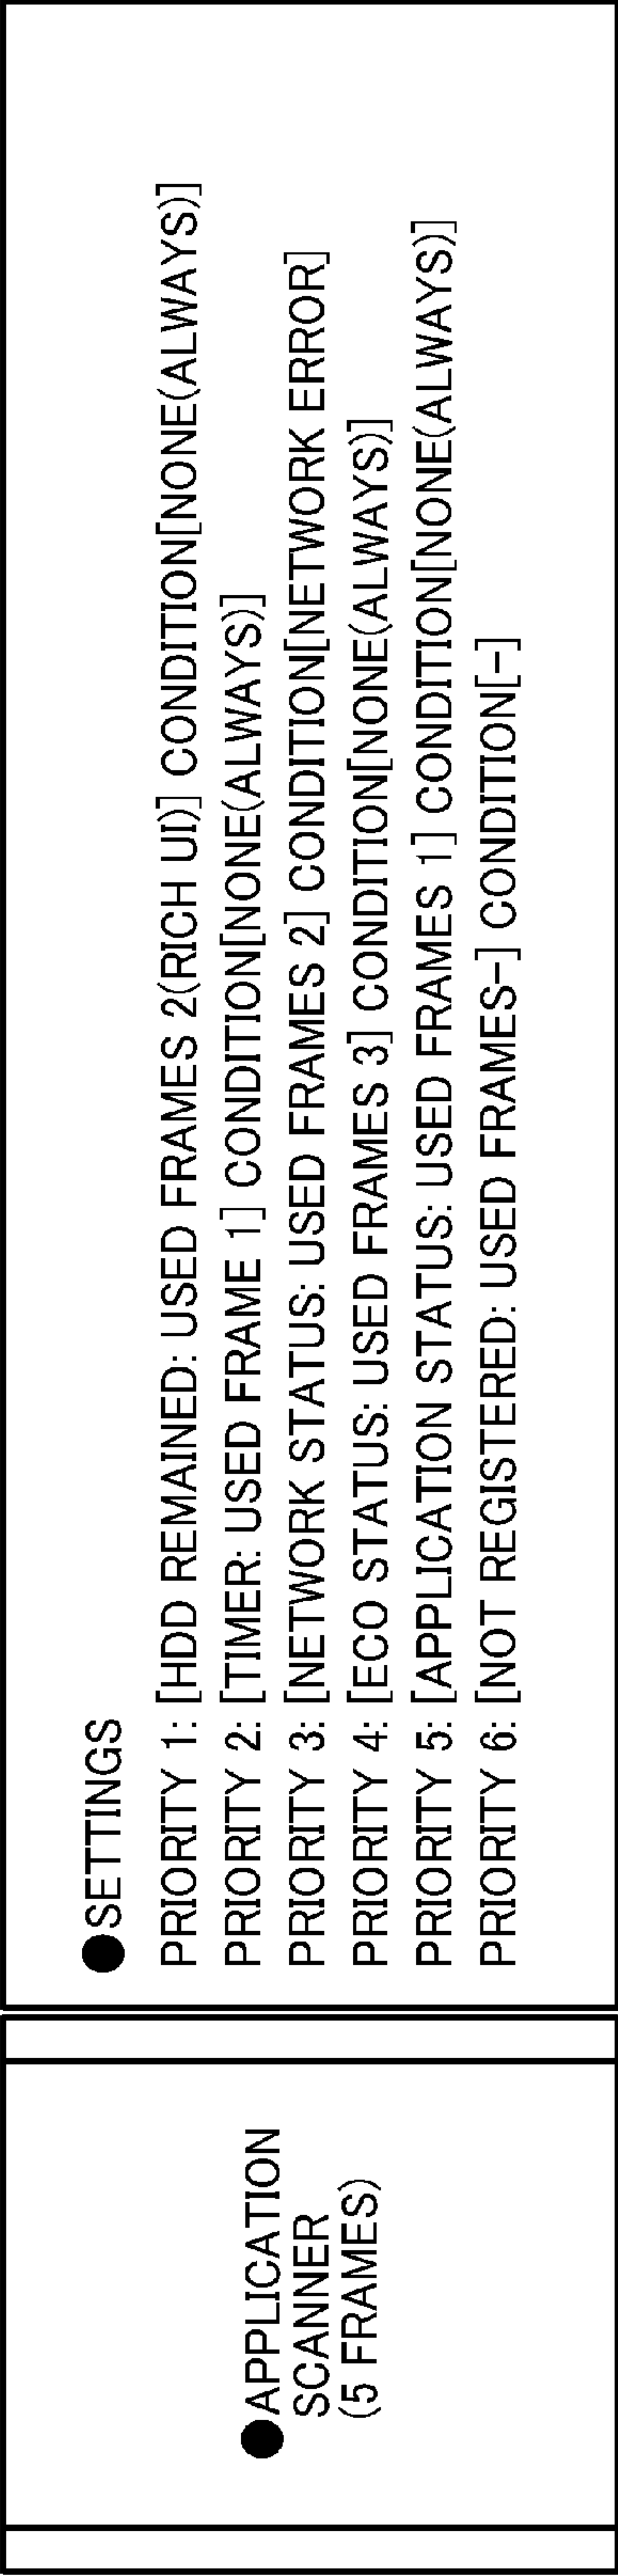 ●APPLICATION
SCANNER
(5 FRAMES)
●SETTINGS
PRIORITY 1: [HDD REMAINED: USED FRAMES 2(RICH UI)] CONDITION[NONE(ALWAYS)]
PRIORITY 2: [TIMER: USED FRAME 1] CONDITION[NONE(ALWAYS)]
PRIORITY 3: [NETWORK STATUS: USED FRAMES 2] CONDITION[NETWORK ERROR]
PRIORITY 4: [ECO STATUS: USED FRAMES 3] CONDITION[NONE(ALWAYS)]
PRIORITY 5: [APPLICATION STATUS: USED FRAMES 1] CONDITION[NONE(ALWAYS)]
PRIORITY 6: [NOT REGISTERED: USED FRAMES-] CONDITION[-]